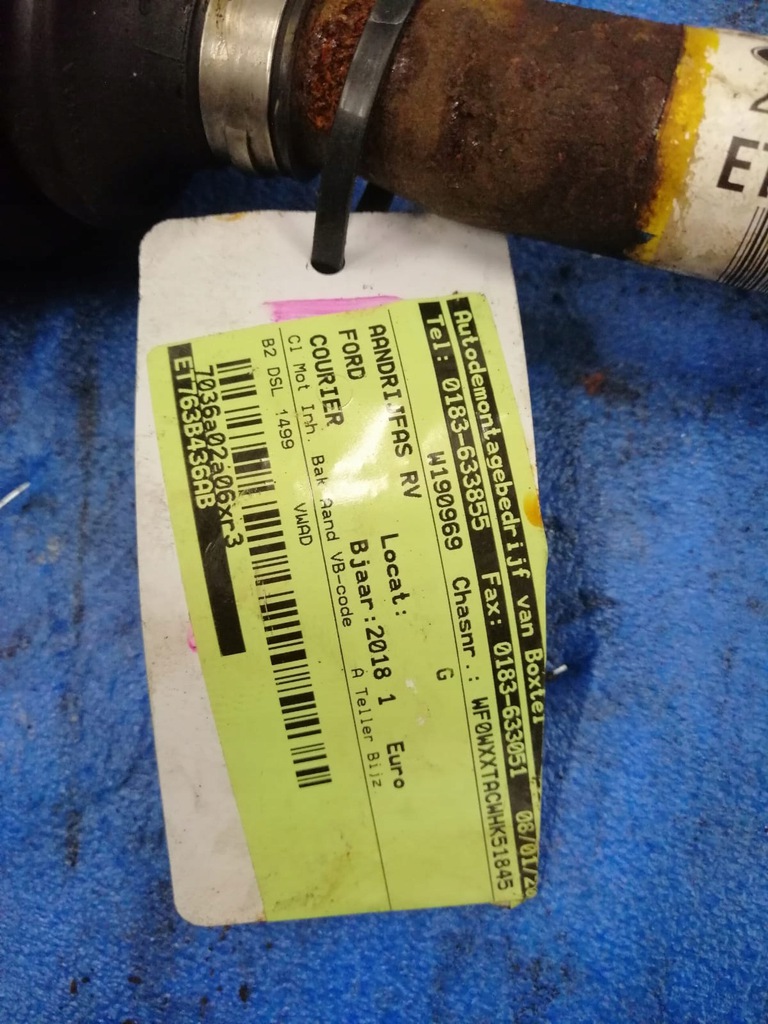 Autodemontagebedrijf van Boxtel
Tel: 0183-633855 Fax: 0183-633051 08/01/2
W190969 Chasnr.: WF0WXXTACWHK51845
AANDRIJFAS RV G
FORD Locat: Euro
COURIER Bjaar:2018 1
Cl Mot Inh. Bak Aand VB-code A Teller Bijz
B2 DSL 1499 VWAD
7036a02a06xr3
ET763B436AB
ET